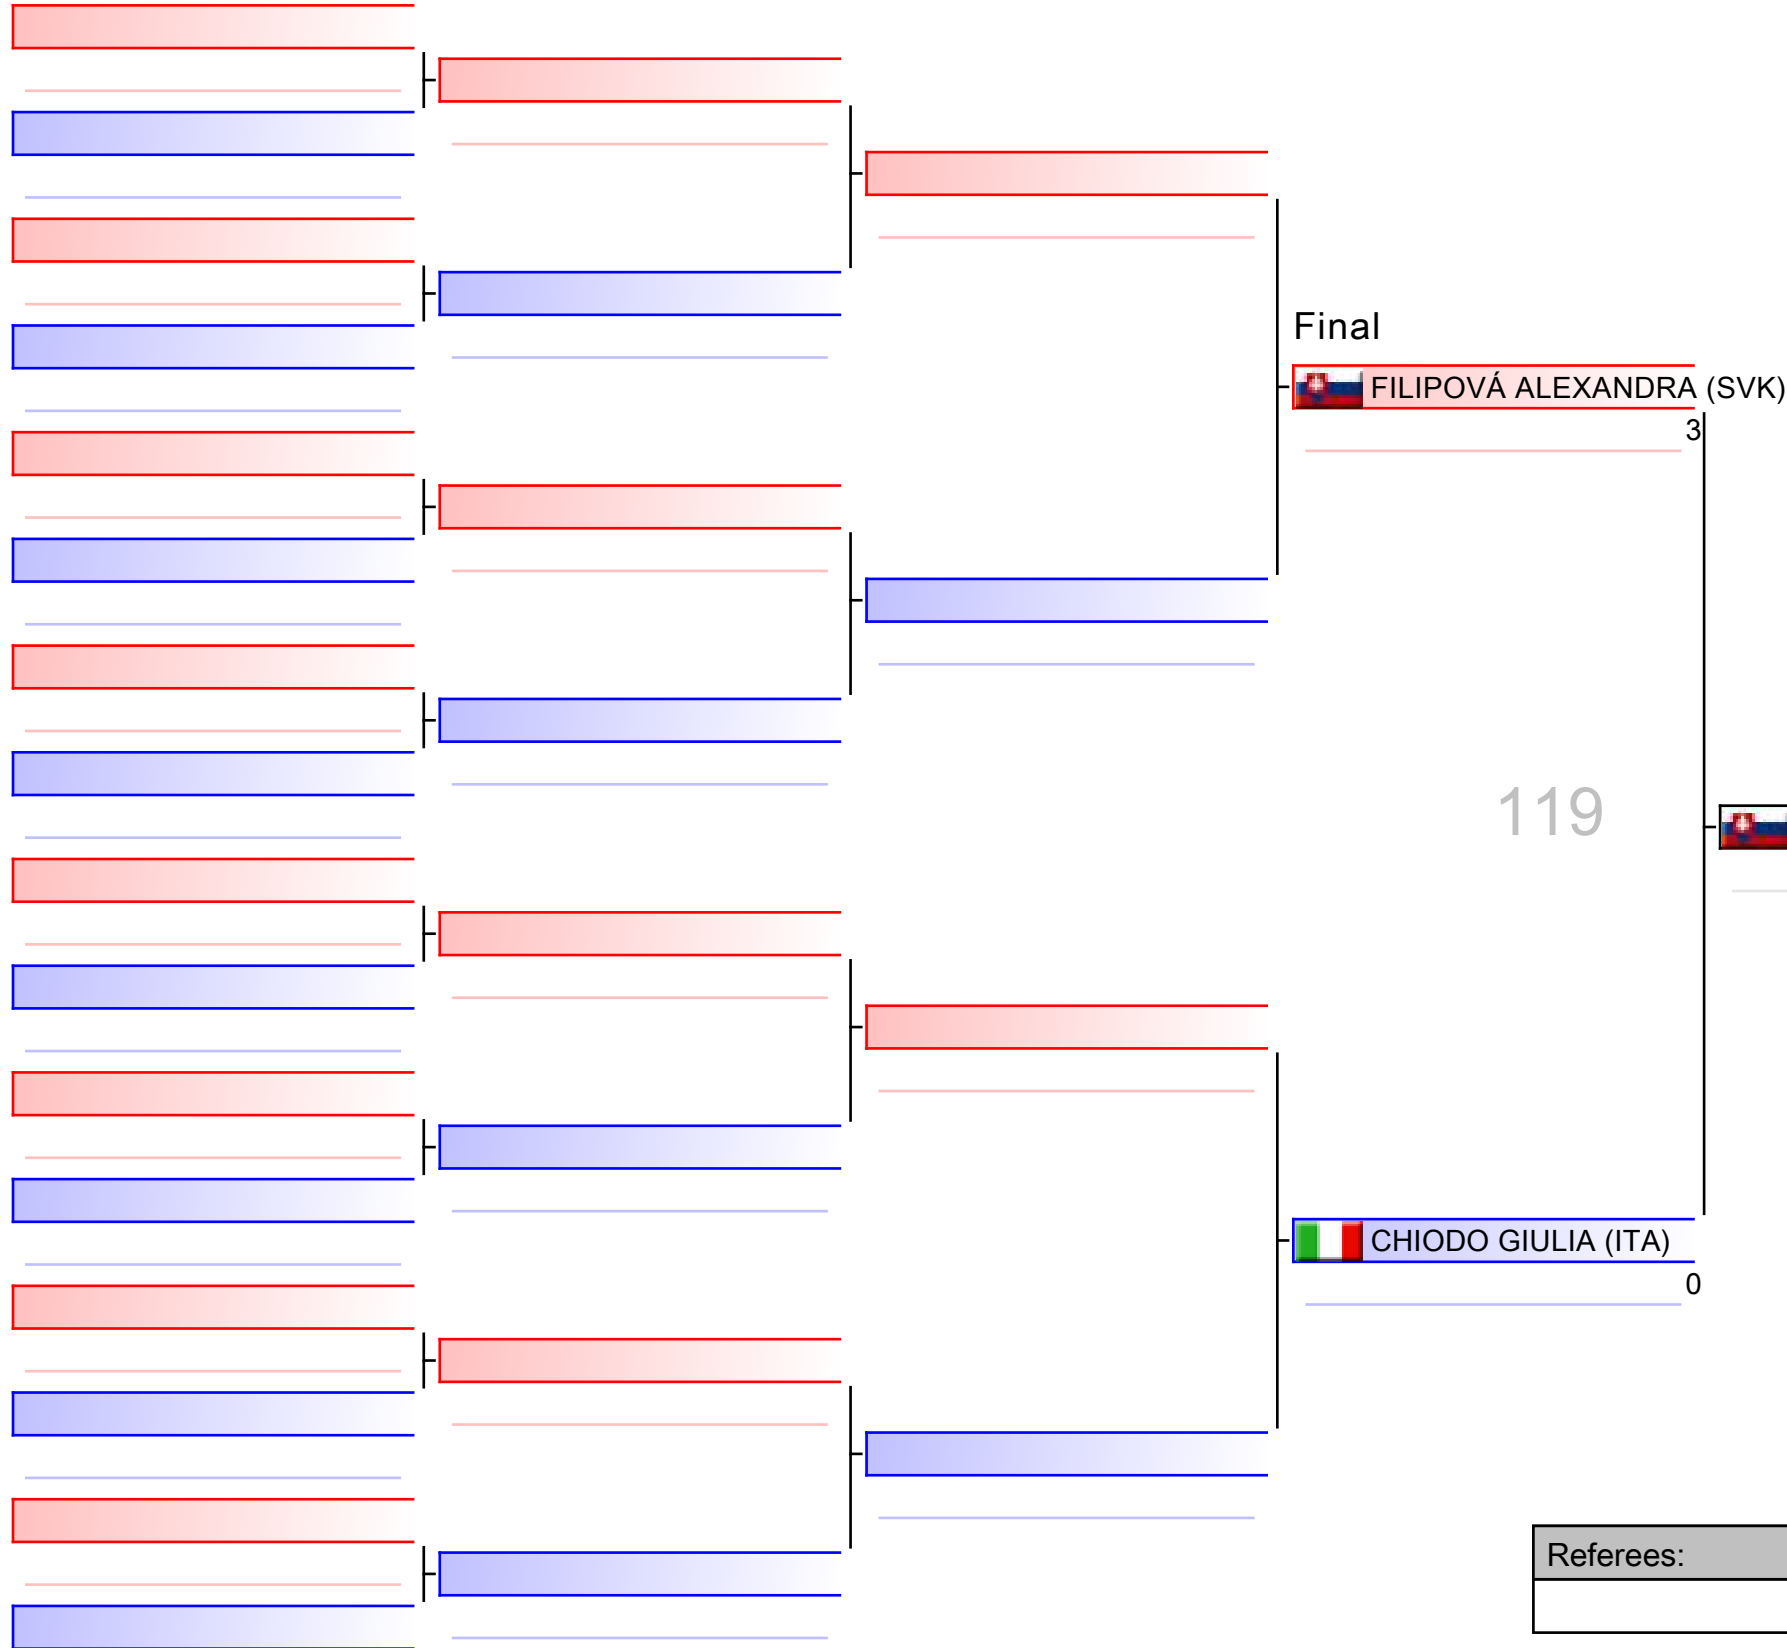 Final
FILIPOVÁ ALEXANDRA (SVK)
3
119
CHIODO GIULIA (ITA)
0
Referees: